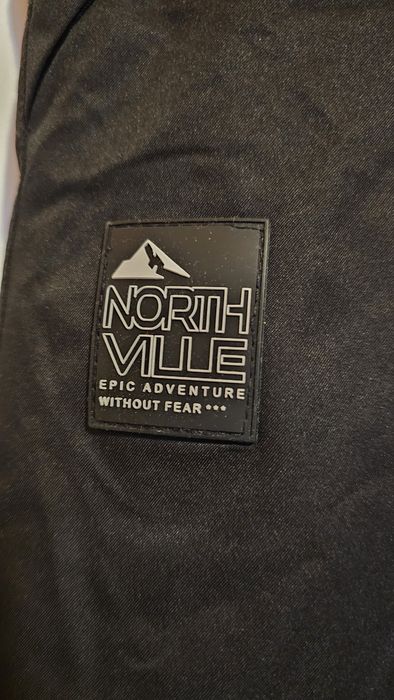 NORTH
VILLE
EPIC ADVENTURE
WITHOUT FEAR ***